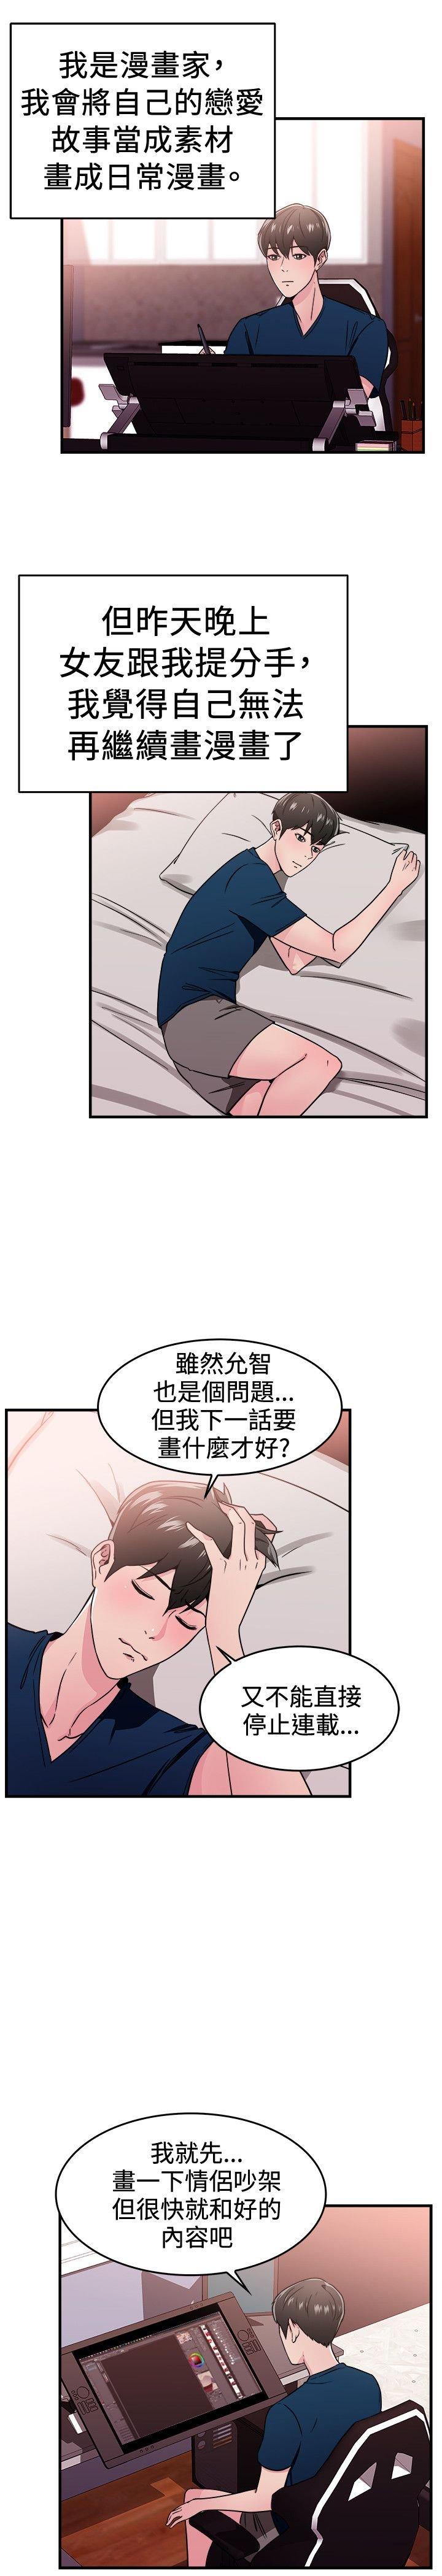 我是漫畫家，
我會將自己的戀愛
故事當成素材
畫成日常漫畫。
但昨天晚上
女友跟我提分手，
我覺得自己無法
再繼續畫漫畫了
雖然允智
也是個問題...
但我下一話要
畫什麼才好?
又不能直接
停止連載...
我就先...
畫一下情侶吵架
但很快就和好的
內容吧